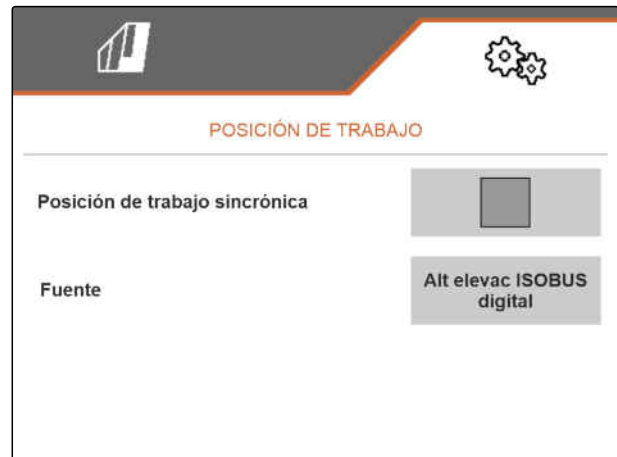 POSICIÓN DE TRABAJO
Posición de trabajo sincrónica
Fuente
Alt elevac ISOBUS
digital